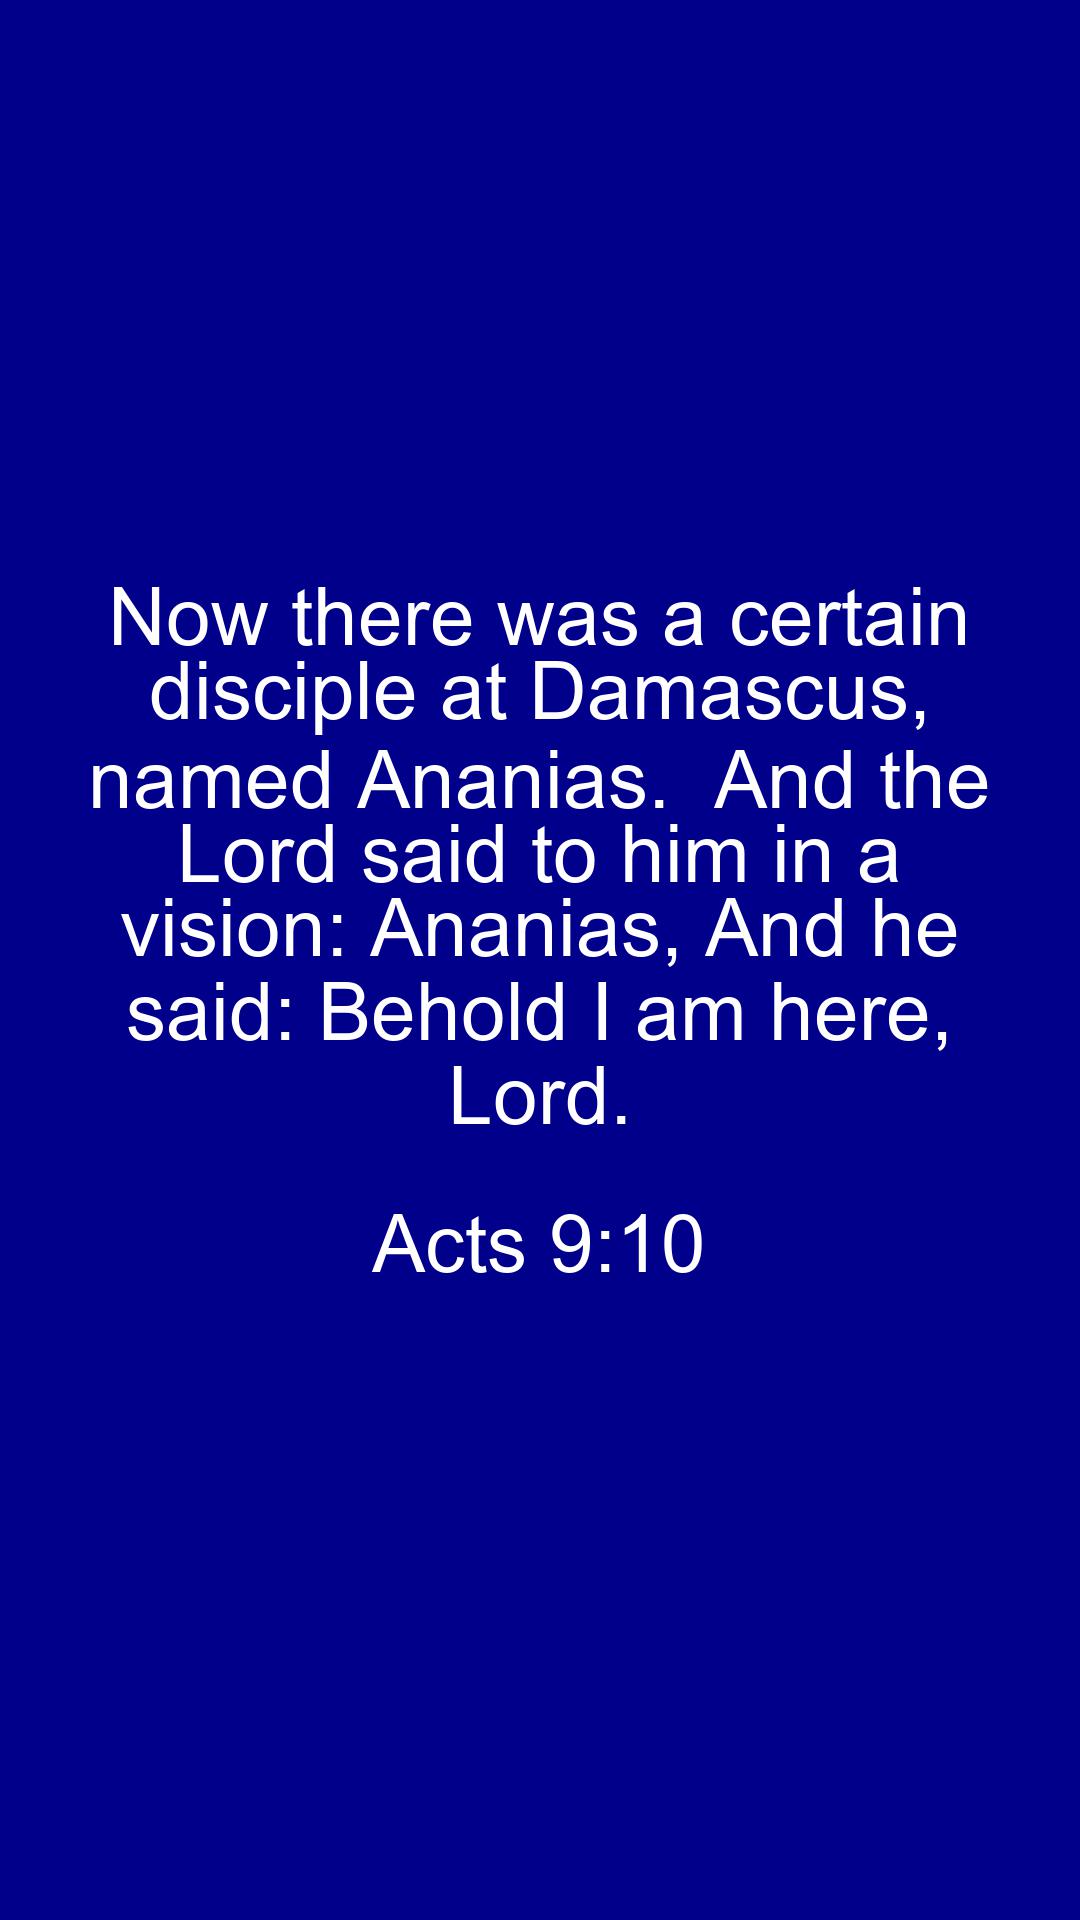 Now there was a certain
disciple at Damascus,
named Ananias.  And the
Lord said to him in a
vision: Ananias, And he
said: Behold I am here,
Lord.
Acts 9:10